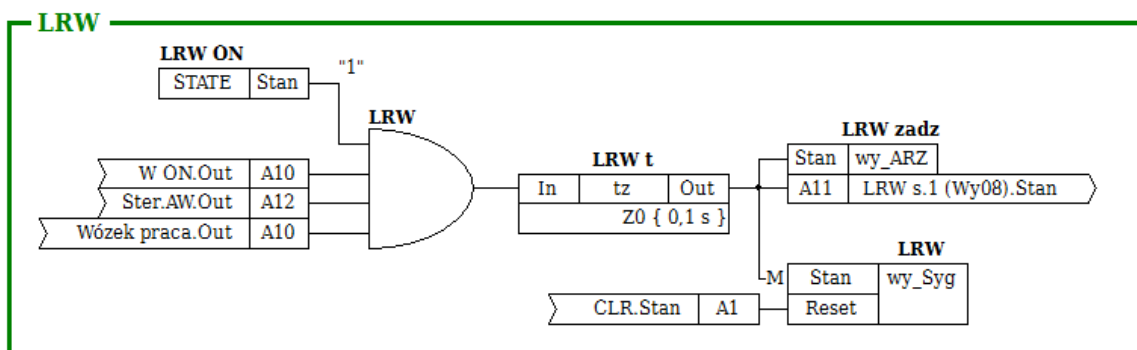 LRW
LRW ON
STATE Stan
"1"
LRW
W ON.Out A10
Ster.AW.Out A12
Wózek praca.Out A10
LRW t
In tz Out
Z0 { 0,1 s }
LRW zadz
Stan wy_ARZ
A11 LRW s.1 (Wy08).Stan
LRW
M Stan wy_Syg
CLR.Stan A1 Reset